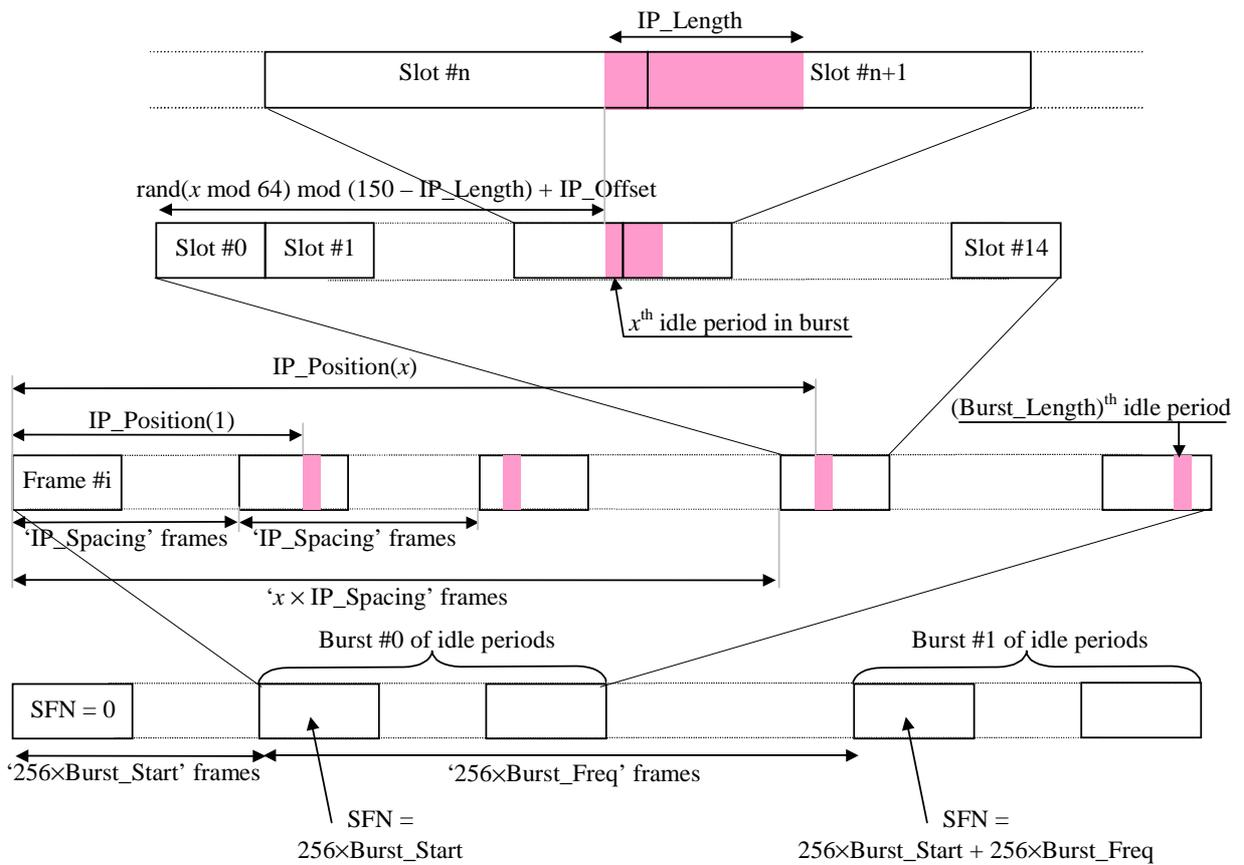 IP_Length
Slot #n
Slot #n+1
rand(x mod 64) mod (150 – IP_Length) + IP_Offset
Slot #0
Slot #1
Slot #14
xth idle period in burst
IP_Position(x)
(Burst_Length)th idle period
IP_Position(1)
Frame #i
‘IP_Spacing’ frames
‘IP_Spacing’ frames
‘x × IP_Spacing’ frames
Burst #0 of idle periods
Burst #1 of idle periods
SFN = 0
‘256×Burst_Start’ frames
‘256×Burst_Freq’ frames
SFN =
256×Burst_Start
SFN =
256×Burst_Start + 256×Burst_Freq